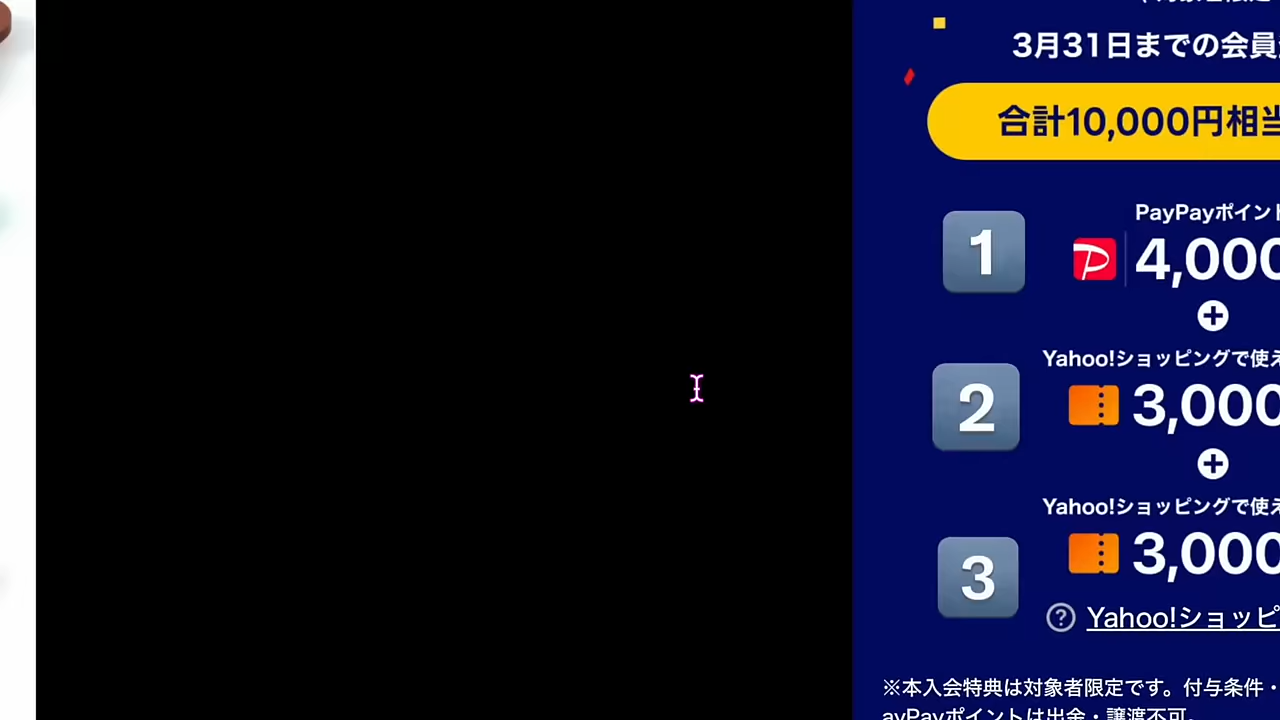 3月31日までの会員
合計10,000円相当
1
PayPayポイント
4,000
2
Yahoo!ショッピングで使え
3,000
3
Yahoo!ショッピングで使え
3,000
Yahoo!ショッピ
※本入会特典は対象者限定です。付与条件・
ayPayポイントは出金・譲渡不可。